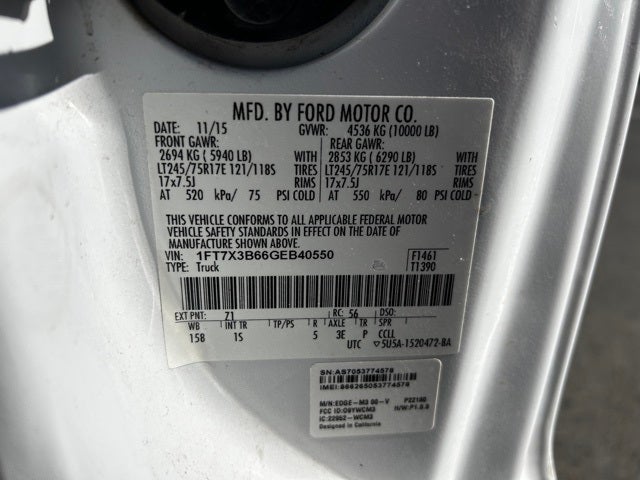 MFD. BY FORD MOTOR CO.
DATE: 11/15 GVWR: 4536 KG (10000 LB)
FRONT GAWR: REAR GAWR:
2694 KG ( 5940 LB) WITH 2853 KG ( 6290 LB) WITH
LT245/75R17E 121/118S TIRES LT245/75R17E 121/118S TIRES
17x7.5J RIMS 17x7.5J RIMS
AT 520 kPa/ 75 PSI COLD AT 550 kPa/ 80 PSI COLD
THIS VEHICLE CONFORMS TO ALL APPLICABLE FEDERAL MOTOR
VEHICLE SAFETY STANDARDS IN EFFECT ON THE DATE OF
MANUFACTURE SHOWN ABOVE.
VIN: 1FT7X3B66GEB40550 F1461
TYPE: Truck T1390
EXT PNT: Z1 RC: 56 DSO:
WB INT TR TP/PS R AXLE TR SPR
15B 1S 5 3E P CCLL
UTC 5U5A-1520472-BA
SN: AS7053774578
IMEI: 866265053774578
M/N: EDGE-M3 00-V P22180
FCC ID: O9YWCM3 H/W: P1.0.0
IC: 22952-WCM3
Designed in California